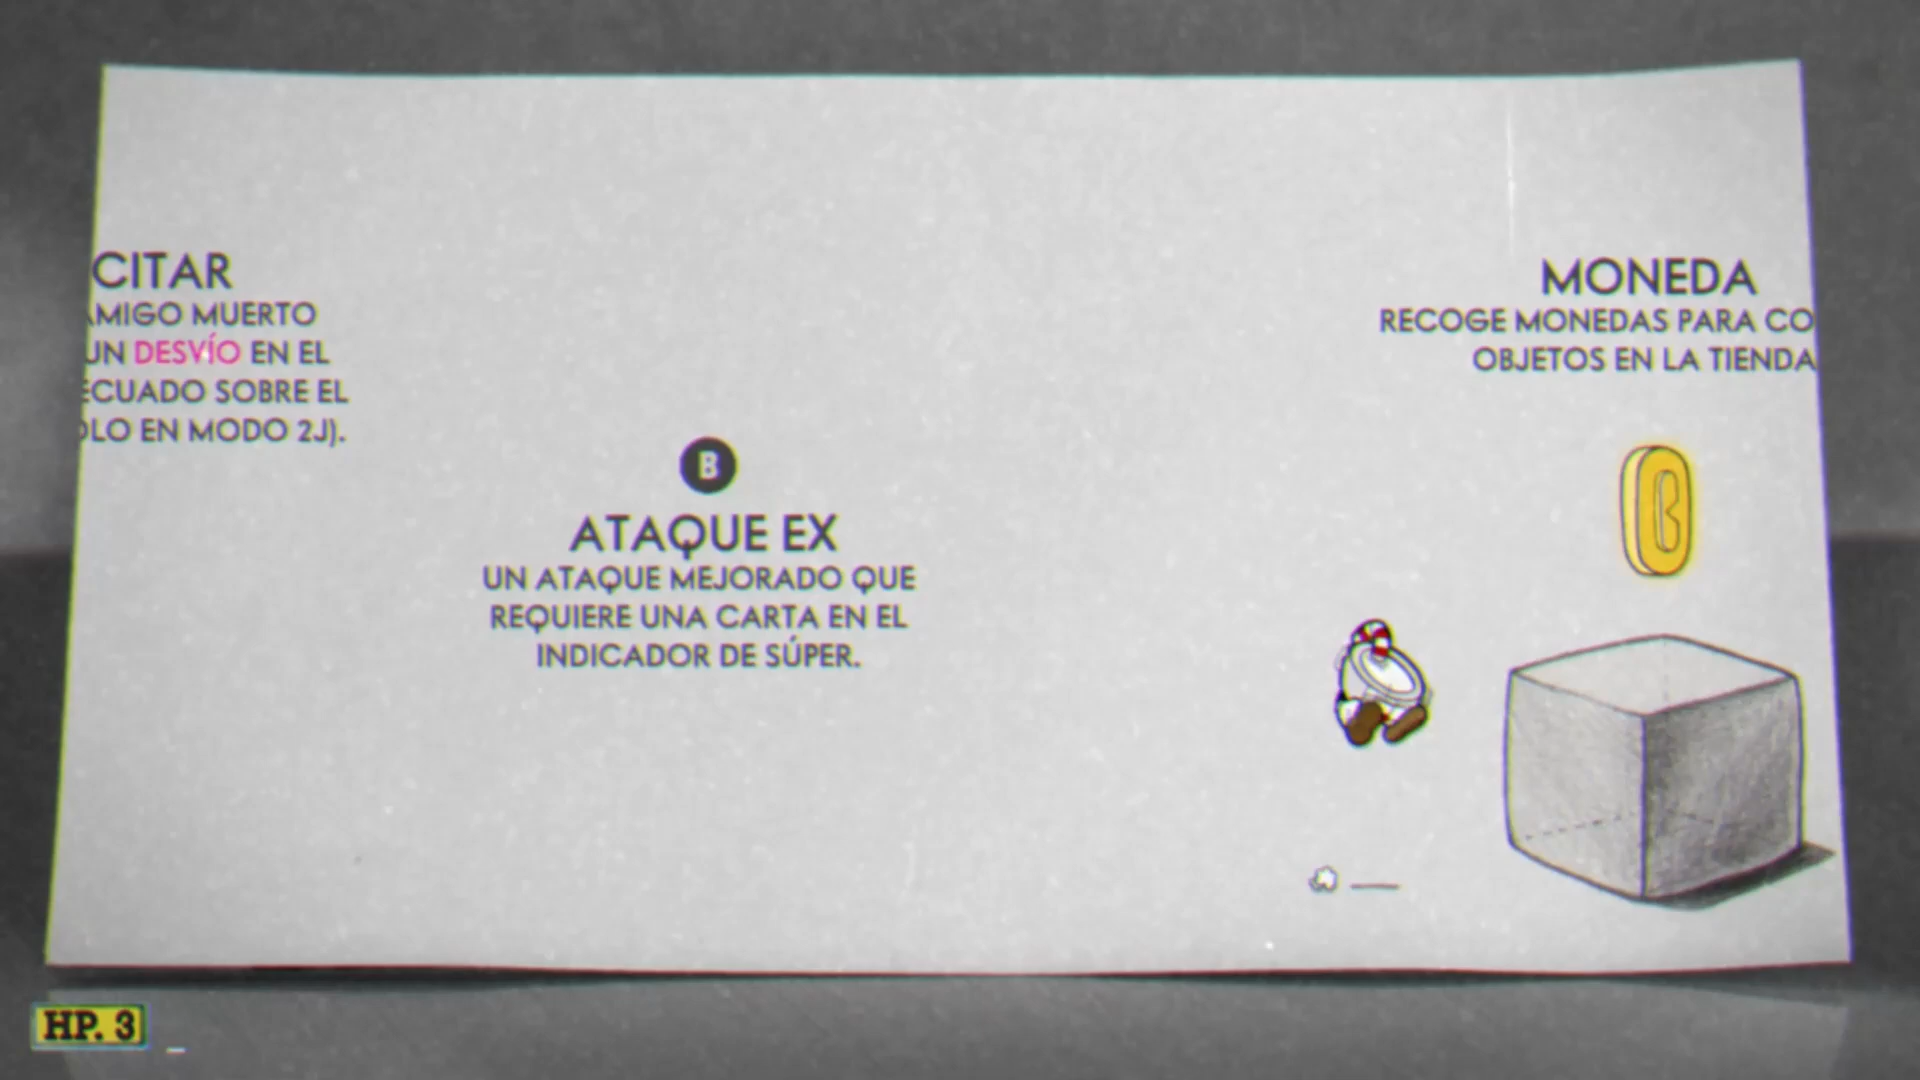 CITAR
AMIGO MUERTO
UN DESVÍO EN EL
ECUADO SOBRE EL
OLO EN MODO 2J).
B
ATAQUE EX
UN ATAQUE MEJORADO QUE
REQUIERE UNA CARTA EN EL
INDICADOR DE SÚPER.
MONEDA
RECOGE MONEDAS PARA CO
OBJETOS EN LA TIENDA
HP. 3